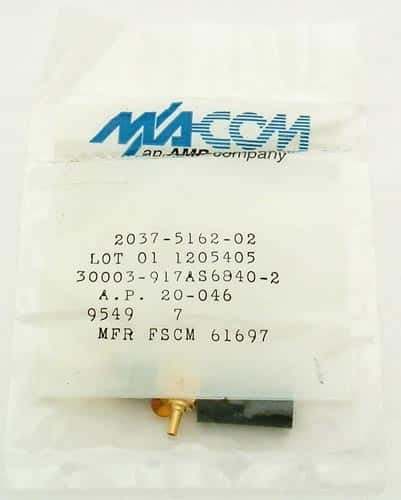 M/A-COM
an AMP company
2037-5162-02
LOT 01 1205405
30003-917AS6840-2
A.P. 20-046
9549 7
MFR FSCM 61697